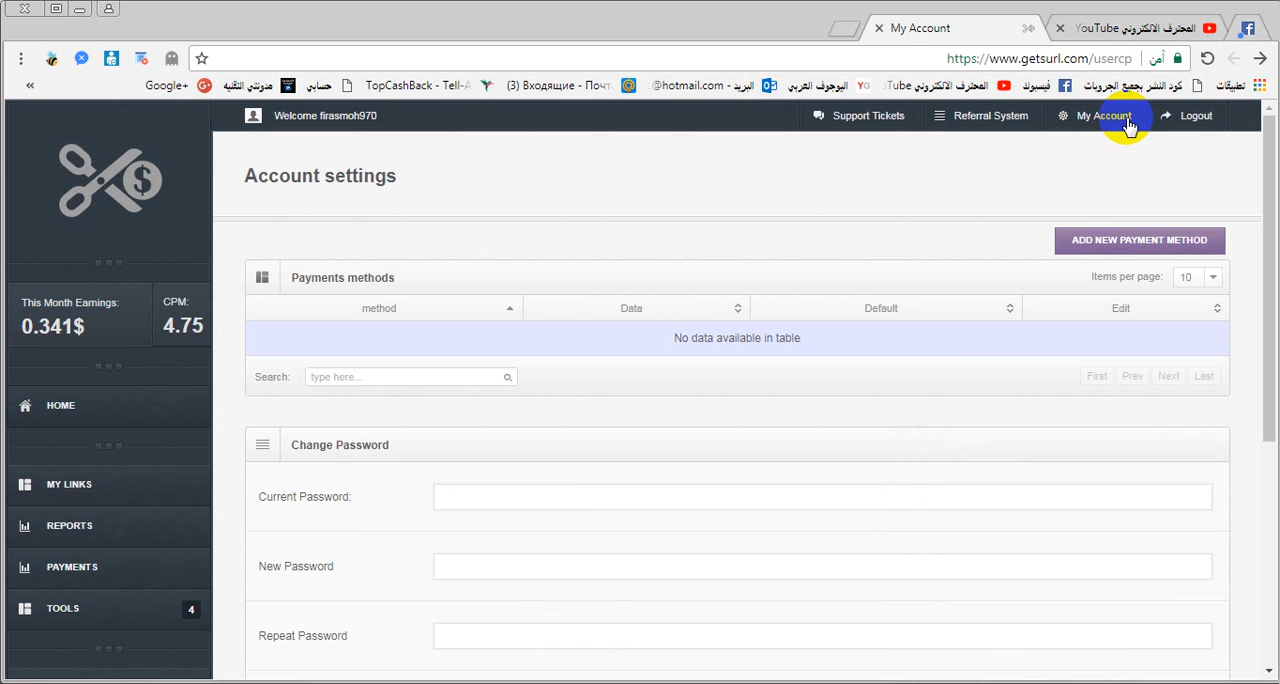 My Account
المحترف الالكتروني YouTube
https://www.getsurl.com/usercp
آمن
«
Google+
مدونتي التقنيه
حسابي
TopCashBack - Tell-A
(3) Входящие - Почт
البريد - ...@hotmail.com
اليوجوف العربي
المحترف الالكتروني Tube
فيسبوك
كود النشر بجميع الجروبات
تطبيقات
Welcome firasmoh970
Support Tickets
Referral System
My Account
Logout
Account settings
ADD NEW PAYMENT METHOD
This Month Earnings:
0.341$
CPM:
4.75
Payments methods
Items per page:
10
method
Data
Default
Edit
No data available in table
Search:
type here...
First
Prev
Next
Last
HOME
MY LINKS
REPORTS
PAYMENTS
TOOLS
4
Change Password
Current Password:
New Password
Repeat Password